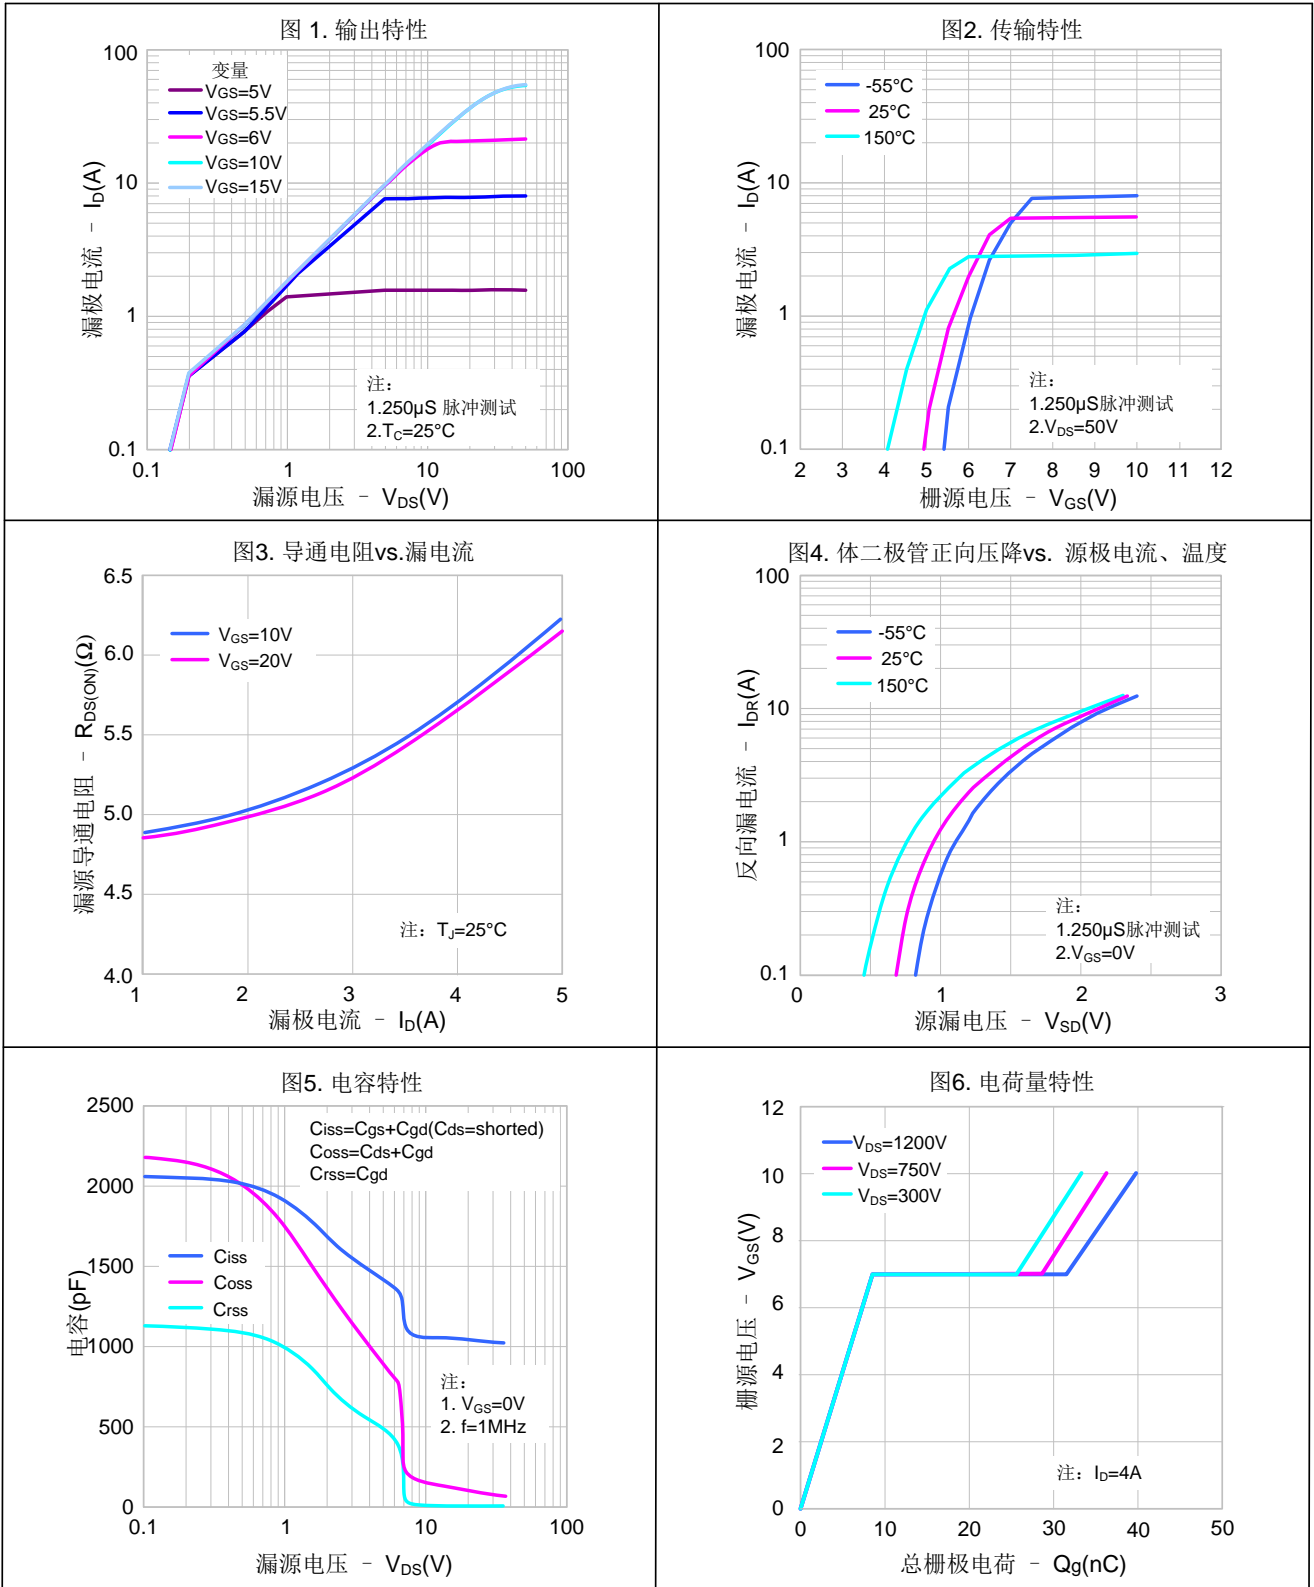 图 1. 输出特性
变量
VGS=5V
VGS=5.5V
VGS=6V
VGS=10V
VGS=15V
注:
1.250μS 脉冲测试
2.TC=25°C
漏极电流 - ID(A)
100
10
1
0.1
0.1
1
10
100
漏源电压 - VDS(V)
图2. 传输特性
-55°C
25°C
150°C
注:
1.250μS脉冲测试
2.VDS=50V
漏极电流 - ID(A)
100
10
1
0.1
2 3 4 5 6 7 8 9 10 11 12
栅源电压 - VGS(V)
图3. 导通电阻vs.漏电流
VGS=10V
VGS=20V
注: TJ=25°C
漏源导通电阻 - RDS(ON)(Ω)
6.5
6.0
5.5
5.0
4.5
4.0
1 2 3 4 5
漏极电流 - ID(A)
图4. 体二极管正向压降vs. 源极电流、温度
-55°C
25°C
150°C
注:
1.250μS脉冲测试
2.VGS=0V
反向漏电流 - IDR(A)
100
10
1
0.1
0 1 2 3
源漏电压 - VSD(V)
图5. 电容特性
Ciss=Cgs+Cgd(Cds=shorted)
Coss=Cds+Cgd
Crss=Cgd
Ciss
Coss
Crss
注:
1. VGS=0V
2. f=1MHz
电容(pF)
2500
2000
1500
1000
500
0
0.1 1 10 100
漏源电压 - VDS(V)
图6. 电荷量特性
VDS=1200V
VDS=750V
VDS=300V
注: ID=4A
栅源电压 - VGS(V)
12
10
8
6
4
2
0
0 10 20 30 40 50
总栅极电荷 - Qg(nC)